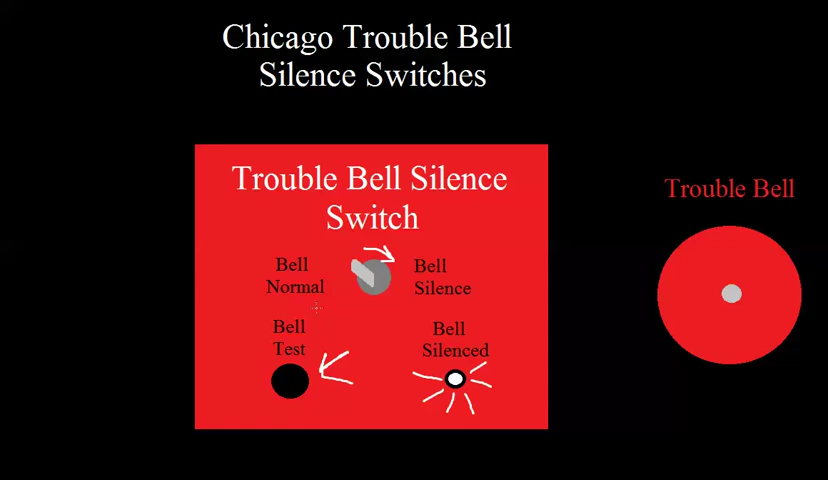 Chicago Trouble Bell
Silence Switches
Trouble Bell Silence
Switch
Trouble Bell
Bell
Normal
Bell
Silence
Bell
Test
Bell
Silenced